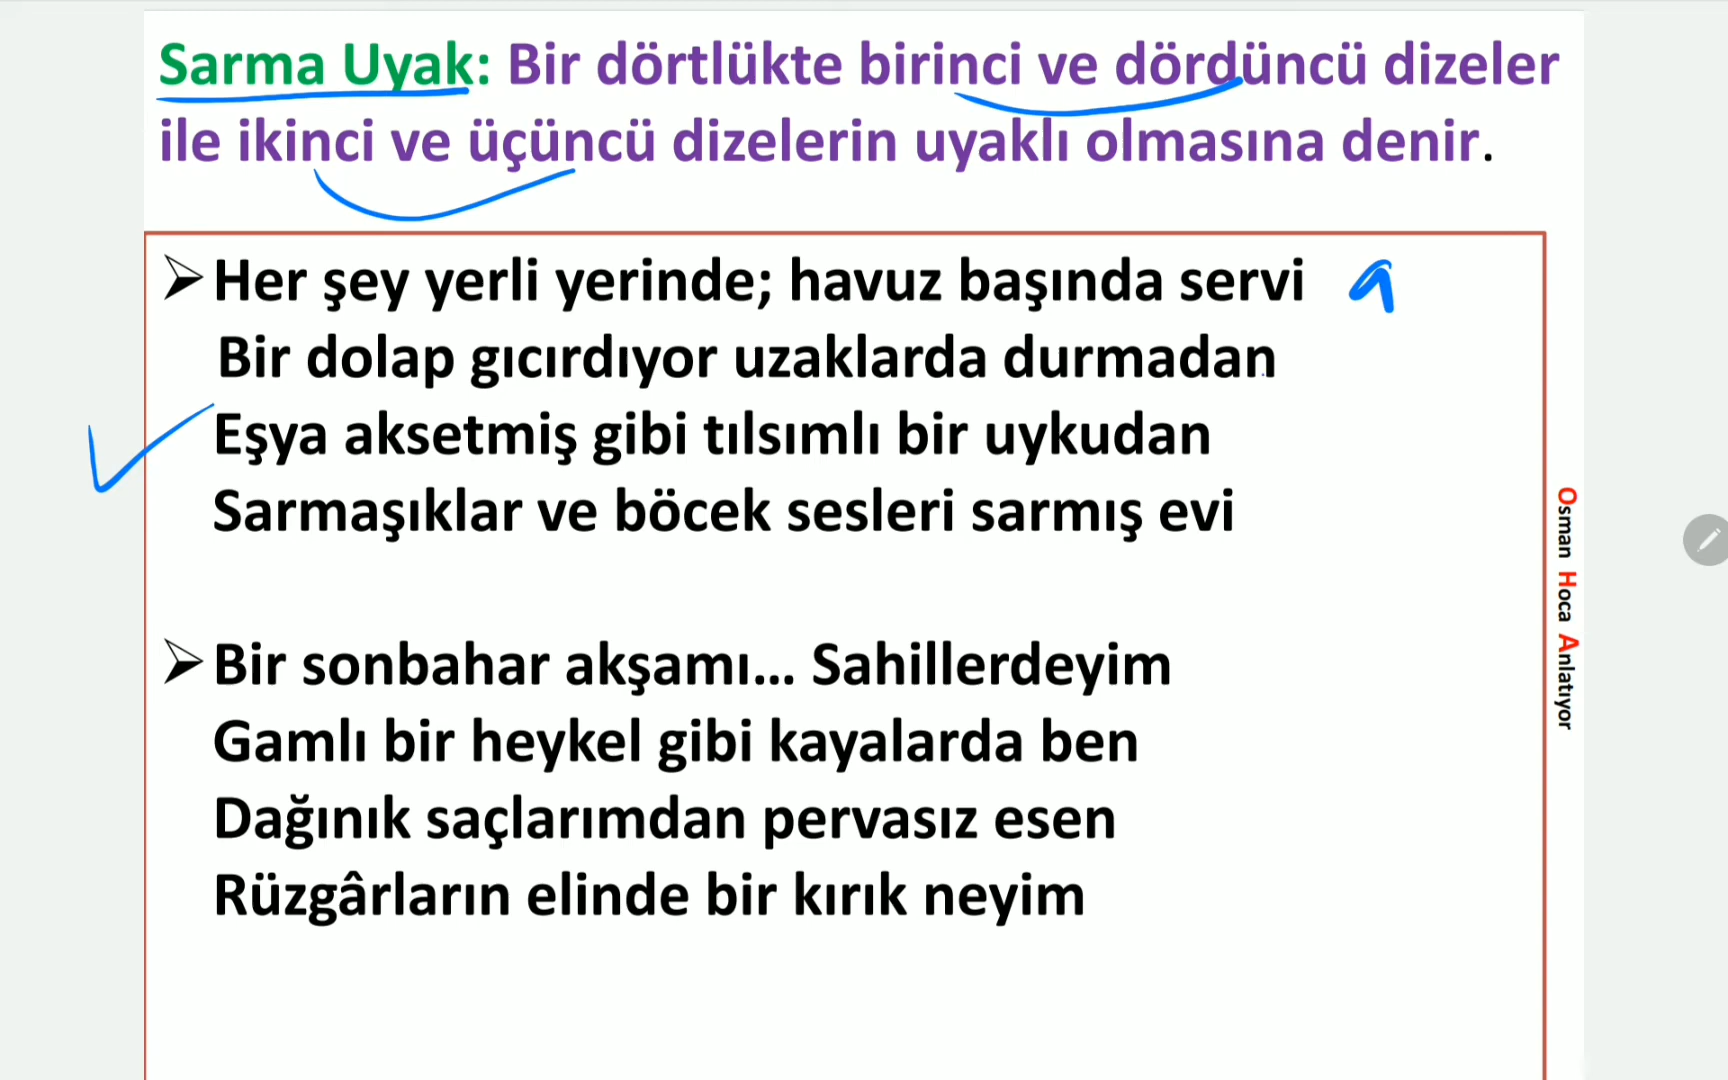 Sarma Uyak: Bir dörtlükte birinci ve dördüncü dizeler
ile ikinci ve üçüncü dizelerin uyaklı olmasına denir.
Her şey yerli yerinde; havuz başında servi
Bir dolap gıcırdıyor uzaklarda durmadan
Eşya aksetmiş gibi tılsımlı bir uykudan
Sarmaşıklar ve böcek sesleri sarmış evi
Bir sonbahar akşamı... Sahillerdeyim
Gamlı bir heykel gibi kayalarda ben
Dağınık saçlarımdan pervasız esen
Rüzgârların elinde bir kırık neyim
Osman Hoca Anlatıyor